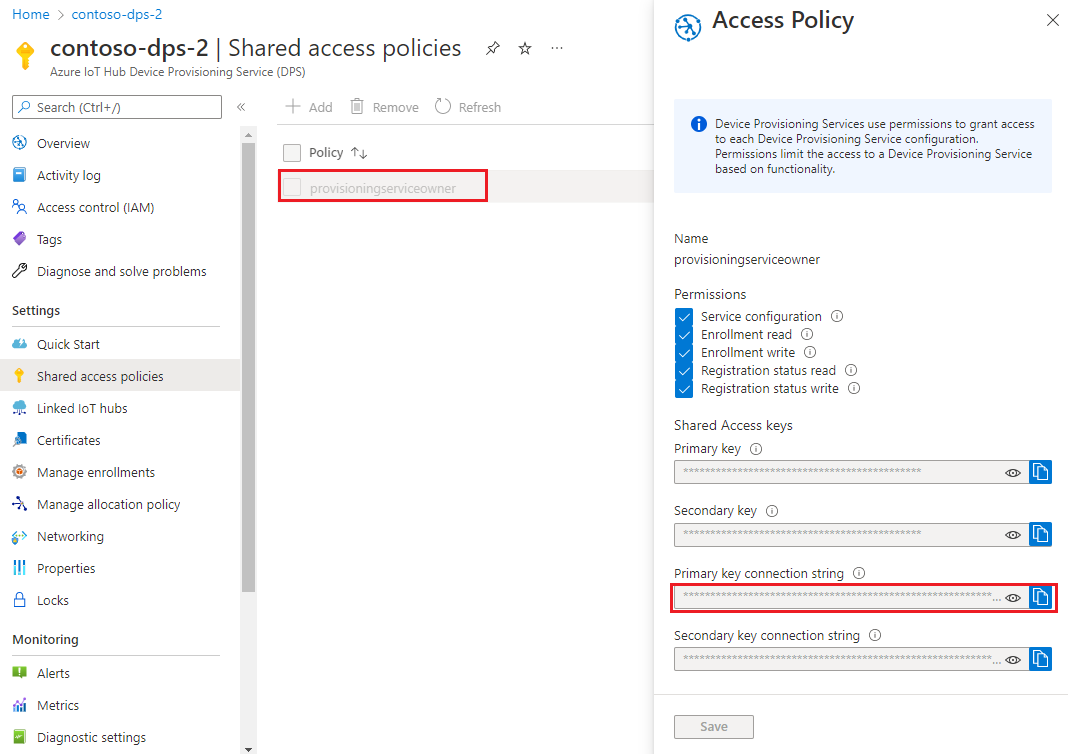 Home > contoso-dps-2
contoso-dps-2 | Shared access policies
Azure IoT Hub Device Provisioning Service (DPS)
Search (Ctrl+/)
Overview
Activity log
Access control (IAM)
Tags
Diagnose and solve problems
Settings
Quick Start
Shared access policies
Linked IoT hubs
Certificates
Manage enrollments
Manage allocation policy
Networking
Properties
Locks
Monitoring
Alerts
Metrics
Diagnostic settings
Add Remove Refresh
Policy
provisioningserviceowner
Access Policy
Device Provisioning Services use permissions to grant access
to each Device Provisioning Service configuration.
Permissions limit the access to a Device Provisioning Service
based on functionality.
Name
provisioningserviceowner
Permissions
Service configuration
Enrollment read
Enrollment write
Registration status read
Registration status write
Shared Access keys
Primary key
Secondary key
Primary key connection string
Secondary key connection string
Save